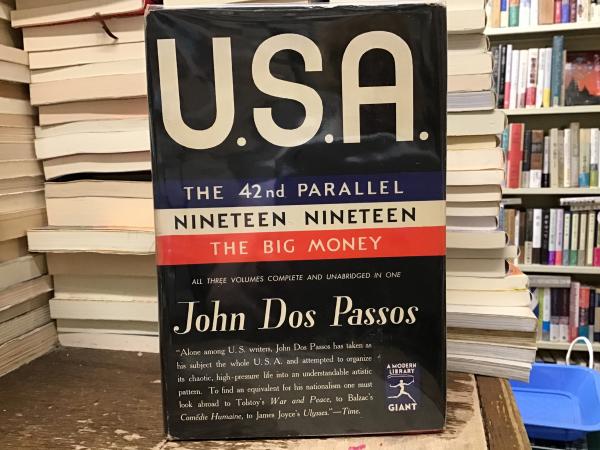 U.S.A.
THE 42nd PARALLEL
NINETEEN NINETEEN
THE BIG MONEY
ALL THREE VOLUMES COMPLETE AND UNABRIDGED IN ONE
John Dos Passos
"Alone among U. S. writers, John Dos Passos has taken as
his subject the whole U. S. A. and attempted to organize
its chaotic, high-pressure life into an understandable artistic
pattern. To find an equivalent for his nationalism one must
look abroad to Tolstoy's War and Peace, to Balzac's
Comédie Humaine, to James Joyce's Ulysses."—Time.
A MODERN
LIBRARY
GIANT